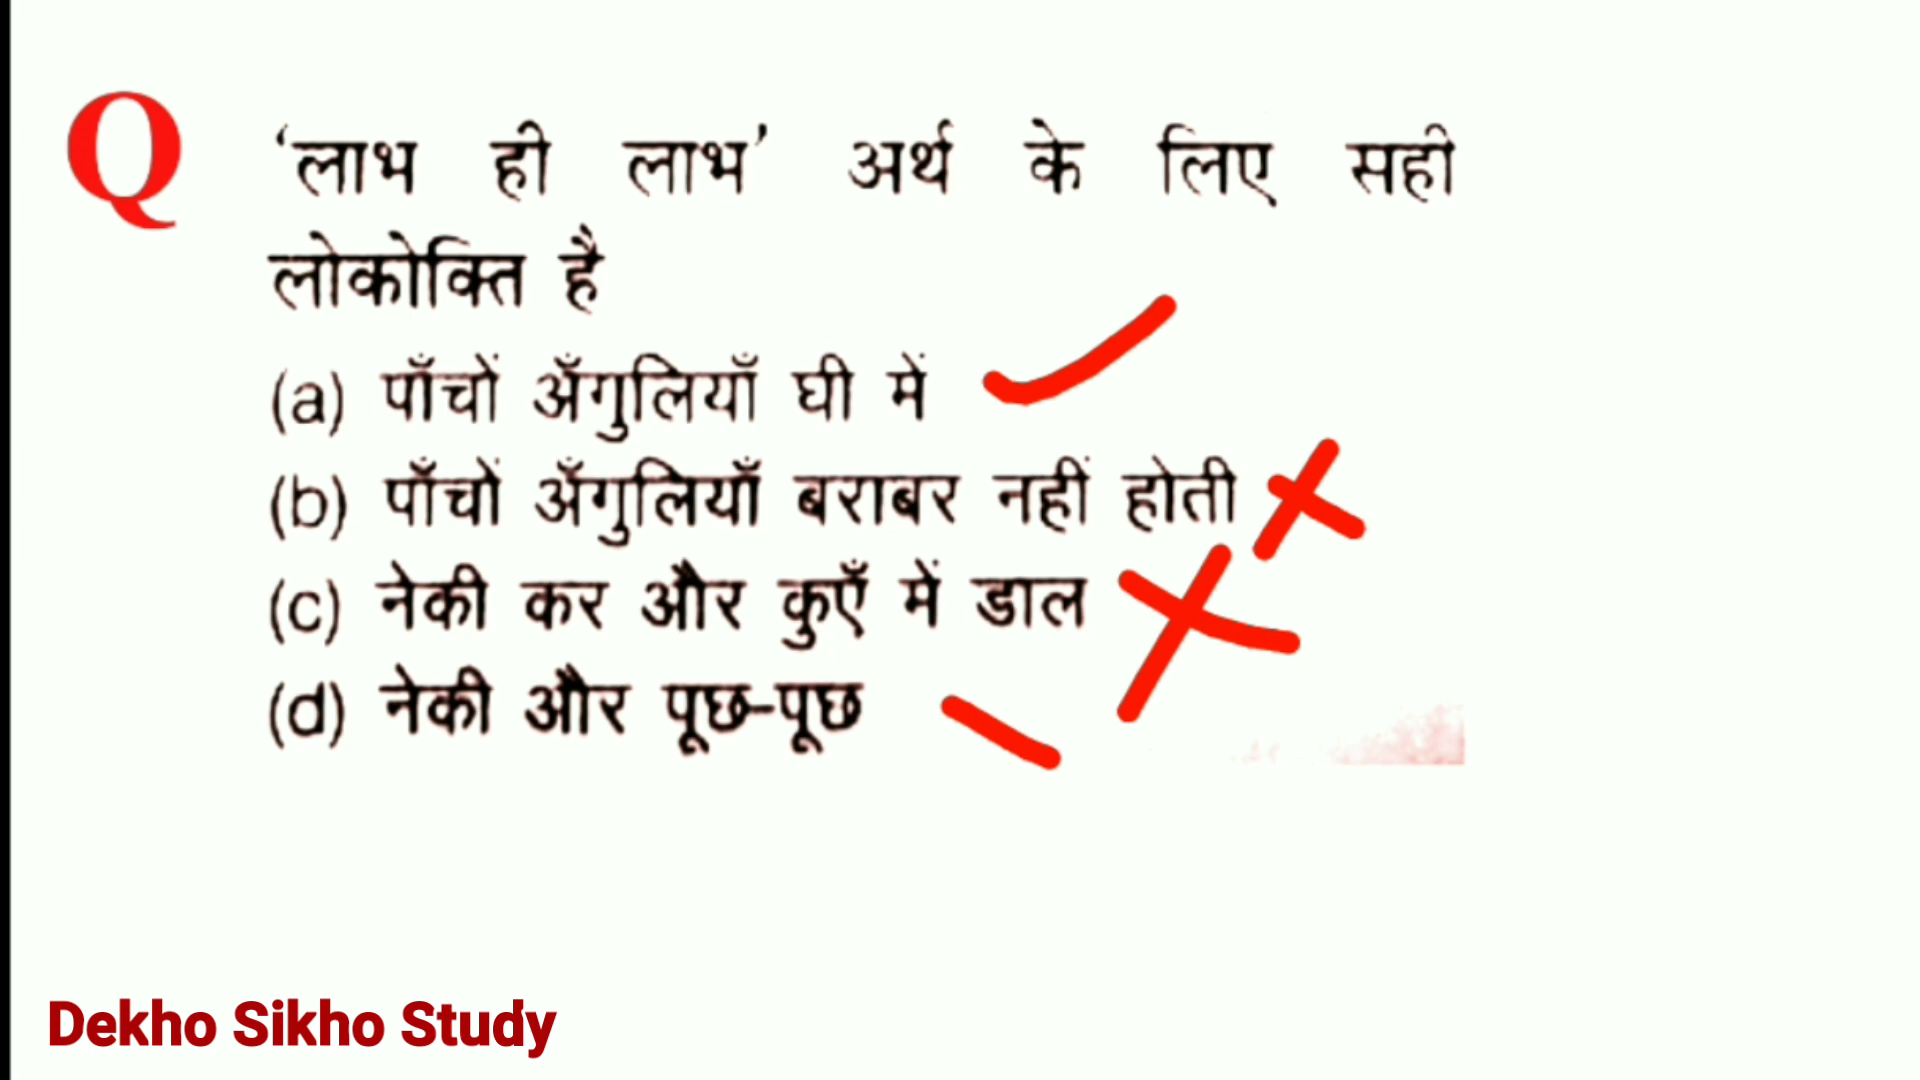 Q ‘लाभ ही लाभ’ अर्थ के लिए सही
लोकोक्ति है
(a) पाँचों अँगुलियाँ घी में
(b) पाँचों अँगुलियाँ बराबर नहीं होती
(c) नेकी कर और कुएँ में डाल
(d) नेकी और पूछ-पूछ
Dekho Sikho Study